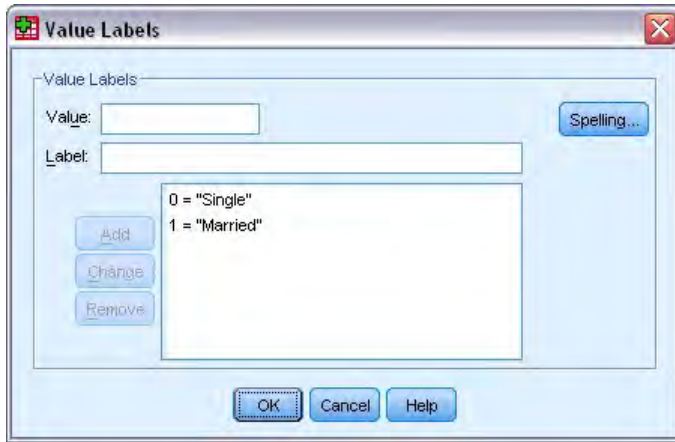 Value Labels
Value Labels
Value:
Spelling...
Label:
0 = "Single"
1 = "Married"
Add
Change
Remove
OK Cancel Help